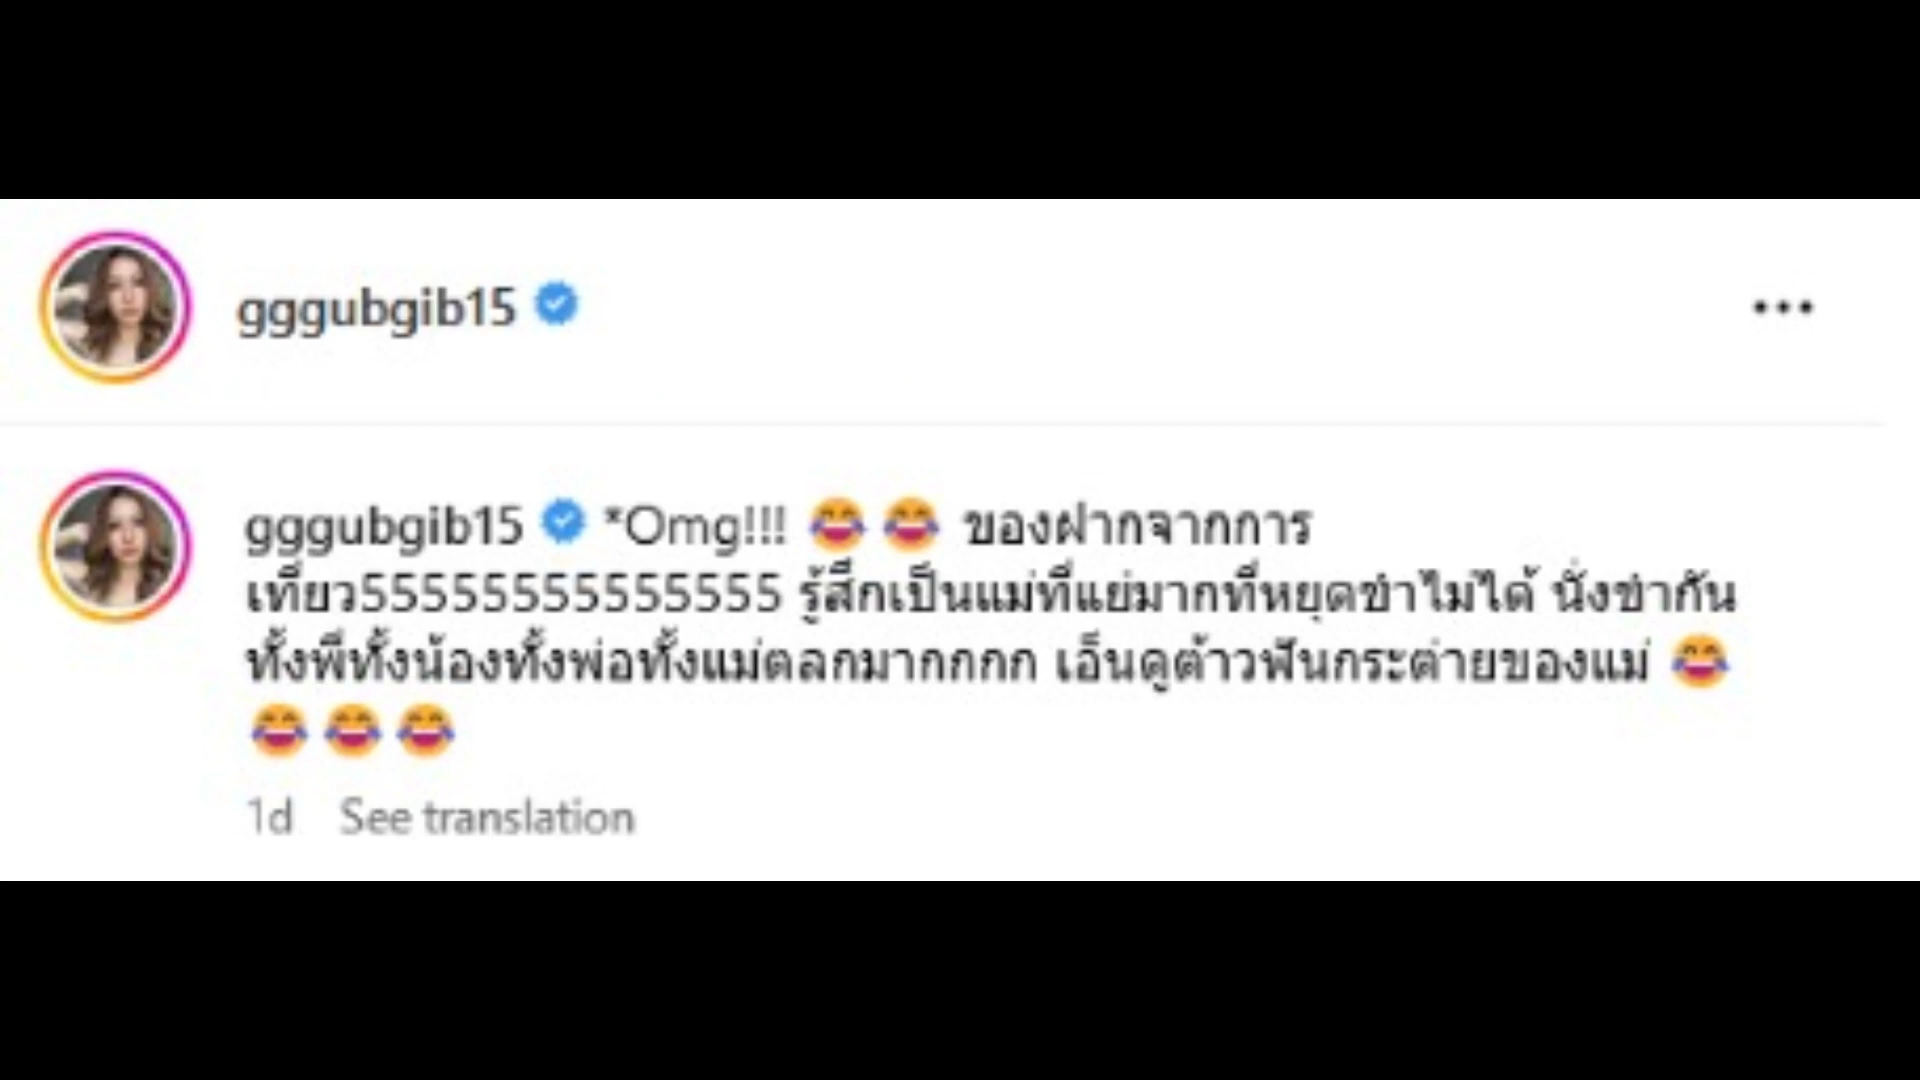 gggubgib15
gggubgib15 *Omg!!! 😂😂 ของฝากจากการ
เที่ยว55555555555555 รู้สึกเป็นแม่ที่แย่มากที่หยุดขำไม่ได้ นั่งขำกัน
ทั้งพี่ทั้งน้องทั้งพ่อทั้งแม่ตลกมากกกก เอ็นดูต้าวฟันกระต่ายของแม่ 😂
😂😂😂
1d See translation